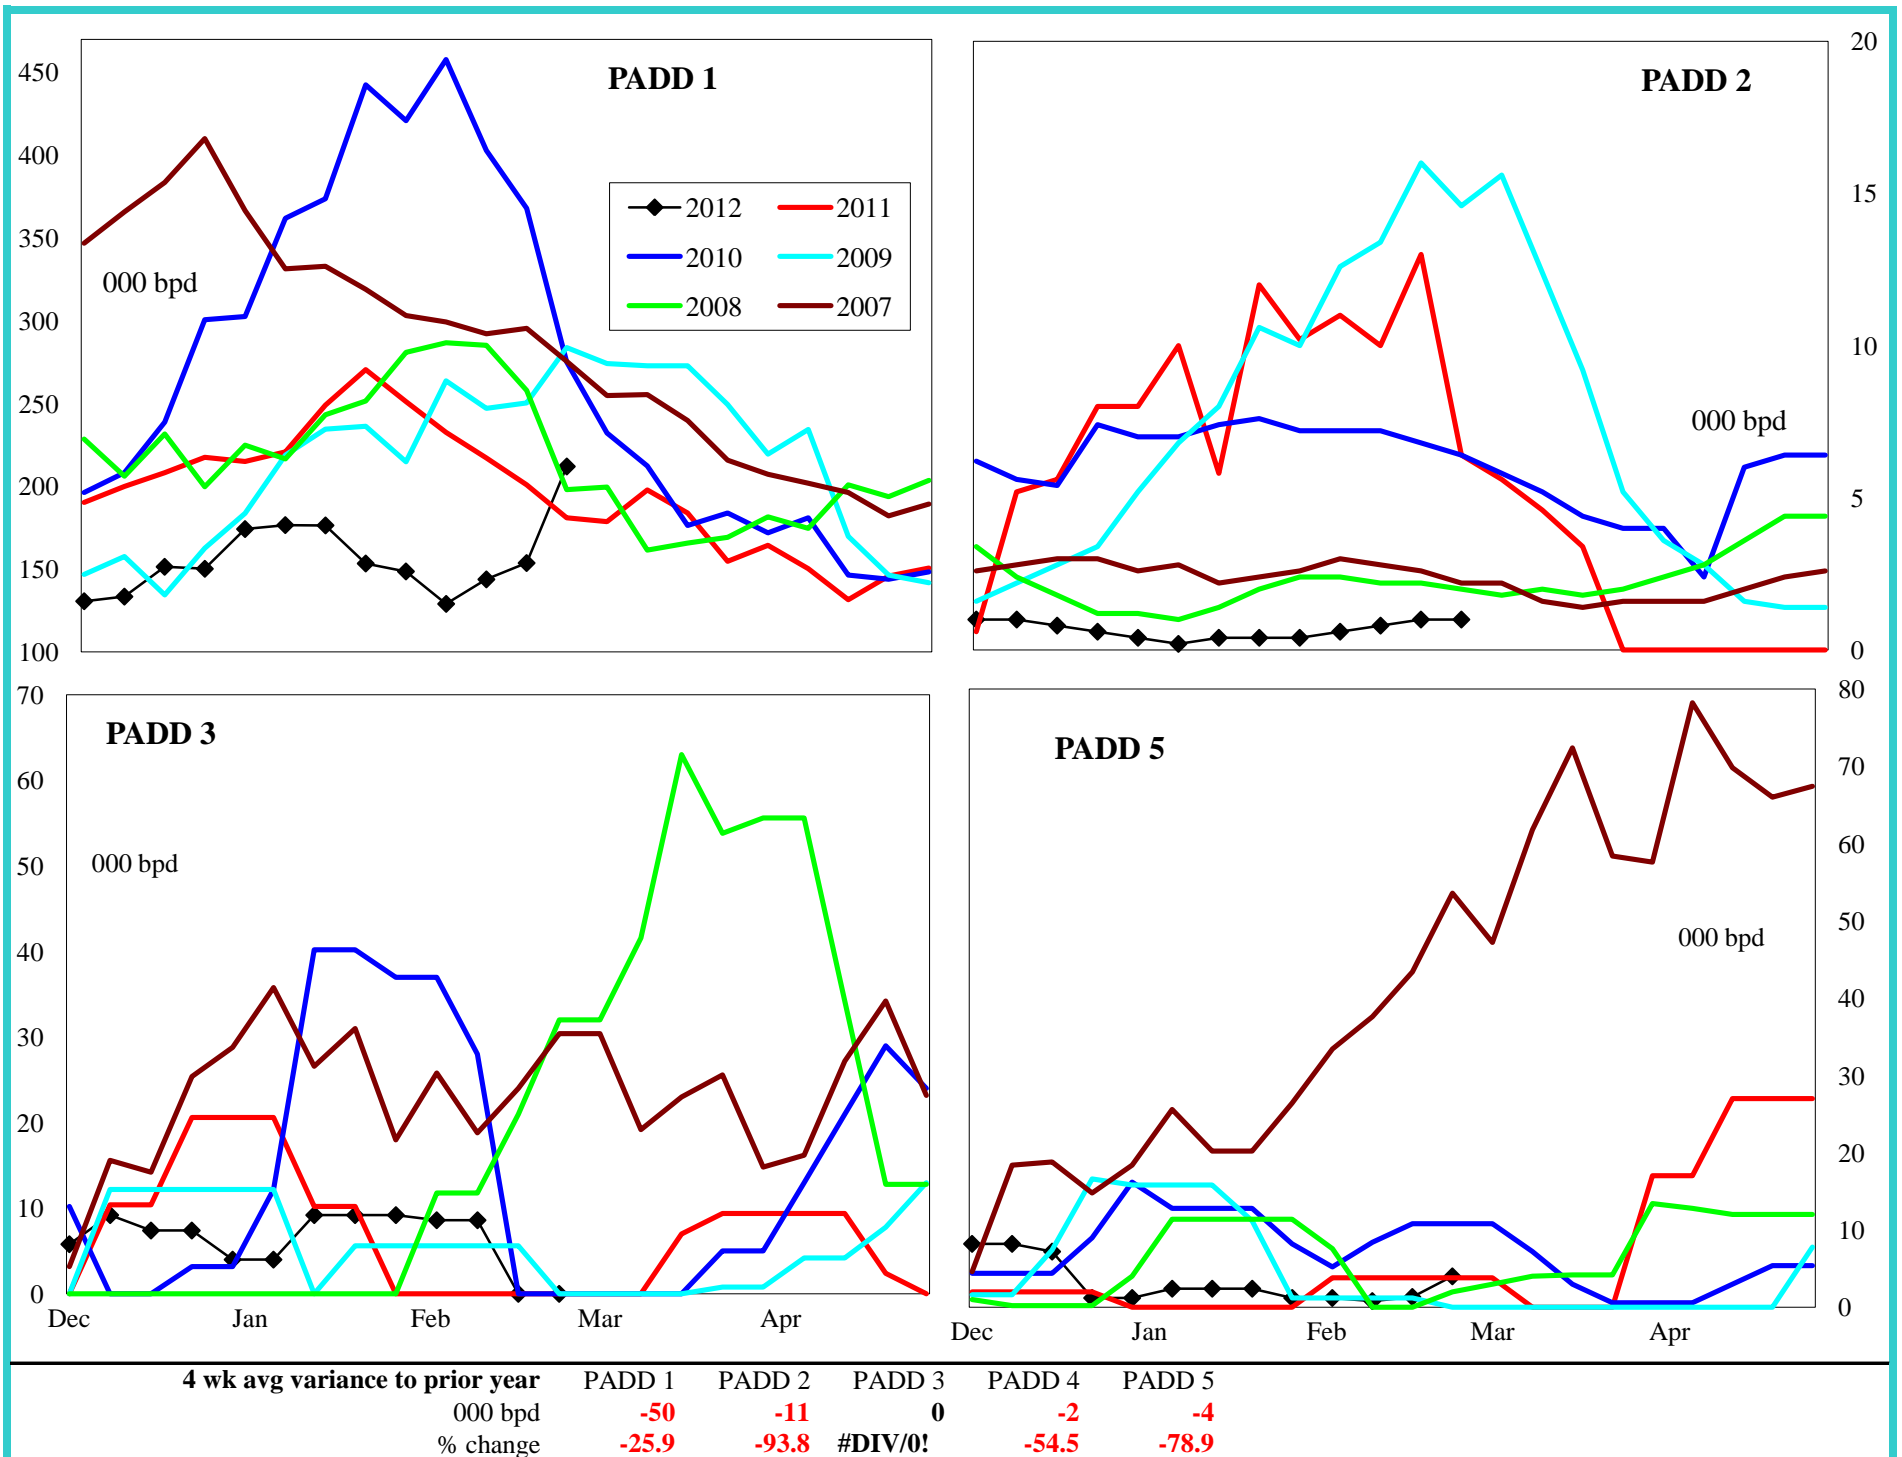 PADD 1
450
400
350
300
250
200
150
100
000 bpd
2012 2011
2010 2009
2008 2007
PADD 2
20
15
10
5
0
000 bpd
PADD 3
70
60
50
40
30
20
10
0
000 bpd
Dec Jan Feb Mar Apr
PADD 5
80
70
60
50
40
30
20
10
0
000 bpd
Dec Jan Feb Mar Apr
4 wk avg variance to prior year PADD 1 PADD 2 PADD 3 PADD 4 PADD 5
000 bpd -50 -11 0 -2 -4
% change -25.9 -93.8 #DIV/0! -54.5 -78.9